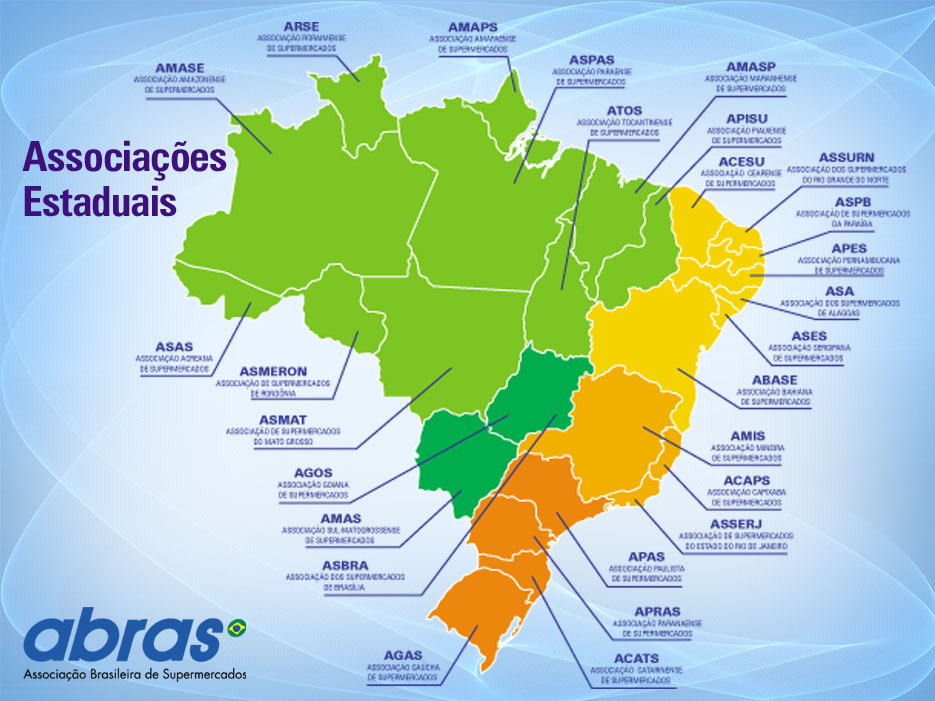 ARSE
ASSOCIAÇÃO RORAIMENSE
DE SUPERMERCADOS
AMAPS
ASSOCIAÇÃO AMAPAENSE
DE SUPERMERCADOS
AMASE
ASSOCIAÇÃO AMAZONENSE
DE SUPERMERCADOS
ASPAS
ASSOCIAÇÃO PARAENSE
DE SUPERMERCADOS
AMASP
ASSOCIAÇÃO MARANHENSE
DE SUPERMERCADOS
ATOS
ASSOCIAÇÃO TOCANTINENSE
DE SUPERMERCADOS
APISU
ASSOCIAÇÃO PIAUIENSE
DE SUPERMERCADOS
Associações
Estaduais
ACESU
ASSOCIAÇÃO CEARENSE
DE SUPERMERCADOS
ASSURN
ASSOCIAÇÃO DOS SUPERMERCADOS
DO RIO GRANDE DO NORTE
ASPB
ASSOCIAÇÃO DE SUPERMERCADOS
DA PARAÍBA
APES
ASSOCIAÇÃO PERNAMBUCANA
DE SUPERMERCADOS
ASA
ASSOCIAÇÃO DOS SUPERMERCADOS
DE ALAGOAS
ASES
ASSOCIAÇÃO SERGIPANA
DE SUPERMERCADOS
ASAS
ASSOCIAÇÃO ACREANA
DE SUPERMERCADOS
ASMERON
ASSOCIAÇÃO DE SUPERMERCADOS
DE RONDÔNIA
ABASE
ASSOCIAÇÃO BAHIANA
DE SUPERMERCADOS
ASMAT
ASSOCIAÇÃO DE SUPERMERCADOS
DO MATO GROSSO
AMIS
ASSOCIAÇÃO MINEIRA
DE SUPERMERCADOS
AGOS
ASSOCIAÇÃO GOIANA
DE SUPERMERCADOS
ACAPS
ASSOCIAÇÃO CAPIXABA
DE SUPERMERCADOS
AMAS
ASSOCIAÇÃO SUL-MATOGROSSENSE
DE SUPERMERCADOS
ASSERJ
ASSOCIAÇÃO DE SUPERMERCADOS
DO ESTADO DO RIO DE JANEIRO
ASBRA
ASSOCIAÇÃO DOS SUPERMERCADOS
DE BRASÍLIA
APAS
ASSOCIAÇÃO PAULISTA
DE SUPERMERCADOS
APRAS
ASSOCIAÇÃO PARANAENSE
DE SUPERMERCADOS
AGAS
ASSOCIAÇÃO GAÚCHA
DE SUPERMERCADOS
ACATS
ASSOCIAÇÃO CATARINENSE
DE SUPERMERCADOS
abras
Associação Brasileira de Supermercados